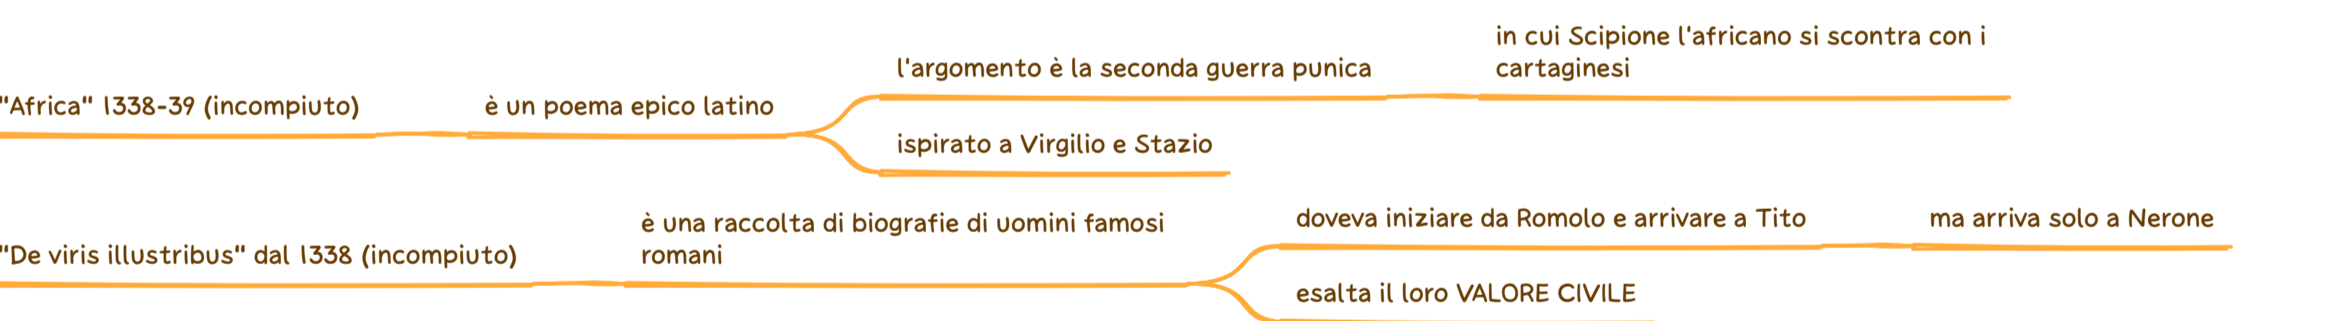 "Africa" 1338-39 (incompiuto)
è un poema epico latino
l'argomento è la seconda guerra punica
in cui Scipione l'africano si scontra con i
cartaginesi
ispirato a Virgilio e Stazio
"De viris illustribus" dal 1338 (incompiuto)
è una raccolta di biografie di uomini famosi
romani
doveva iniziare da Romolo e arrivare a Tito
ma arriva solo a Nerone
esalta il loro VALORE CIVILE